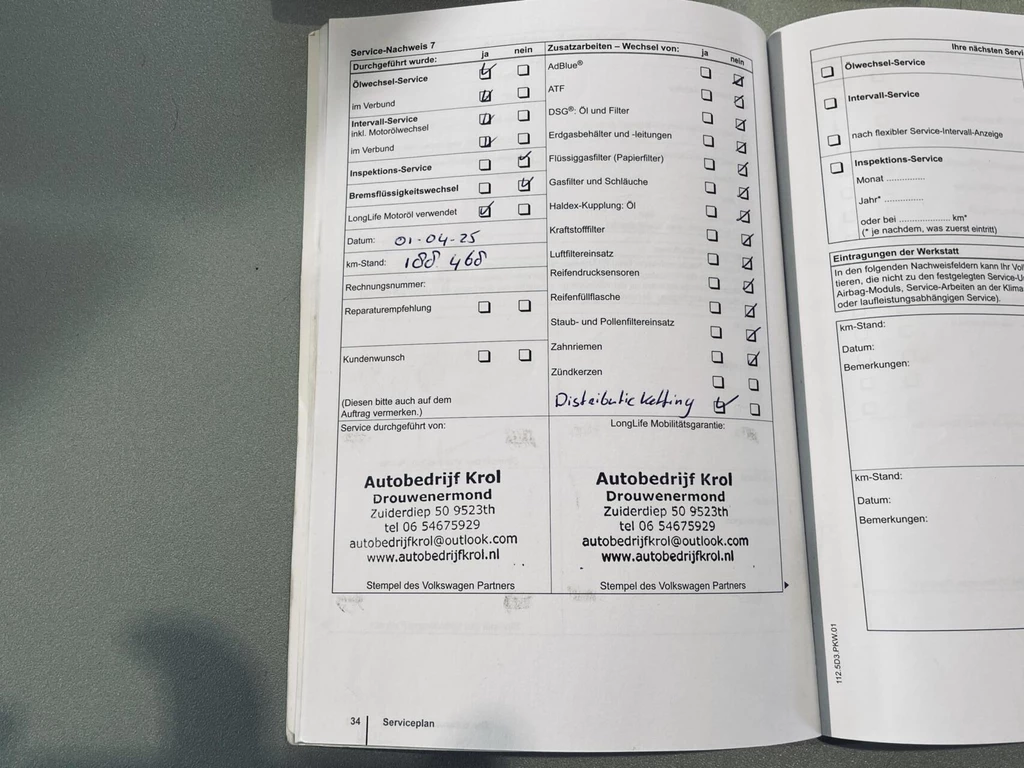 Service-Nachweis 7
Durchgeführt wurde: ja nein
Ölwechsel-Service
im Verbund
Intervall-Service
inkl. Motorölwechsel
im Verbund
Inspektions-Service
Bremsflüssigkeitswechsel
LongLife Motoröl verwendet
Datum: 01-04-25
km-Stand: 188 468
Rechnungsnummer:
Reparaturempfehlung
Kundenwunsch
(Diesen bitte auch auf dem
Auftrag vermerken.)
Zusatzarbeiten – Wechsel von: ja nein
AdBlue®
ATF
DSG®: Öl und Filter
Erdgasbehälter und -leitungen
Flüssiggasfilter (Papierfilter)
Gasfilter und Schläuche
Haldex-Kupplung: Öl
Kraftstofffilter
Luftfiltereinsatz
Reifendrucksensoren
Reifenfüllflasche
Staub- und Pollenfiltereinsatz
Zahnriemen
Zündkerzen
Distributie ketting
Service durchgeführt von:
Autobedrijf Krol
Drouwenermond
Zuiderdiep 50 9523th
tel 06 54675929
autobedrijfkrol@outlook.com
www.autobedrijfkrol.nl
Stempel des Volkswagen Partners
LongLife Mobilitätsgarantie:
Autobedrijf Krol
Drouwenermond
Zuiderdiep 50 9523th
tel 06 54675929
autobedrijfkrol@outlook.com
www.autobedrijfkrol.nl
Stempel des Volkswagen Partners
34 Serviceplan
Ihre nächsten Servi
Ölwechsel-Service
Intervall-Service
nach flexibler Service-Intervall-Anzeige
Inspektions-Service
Monat ..............
Jahr* ..............
oder bei .................. km*
(* je nachdem, was zuerst eintritt)
Eintragungen der Werkstatt
In den folgenden Nachweisfeldern kann Ihr Vol
tieren, die nicht zu den festgelegten Service-U
Airbag-Moduls, Service-Arbeiten an der Klima
oder laufleistungsabhängigen Service).
km-Stand:
Datum:
Bemerkungen:
km-Stand:
Datum:
Bemerkungen:
112.5D3.PKW.01